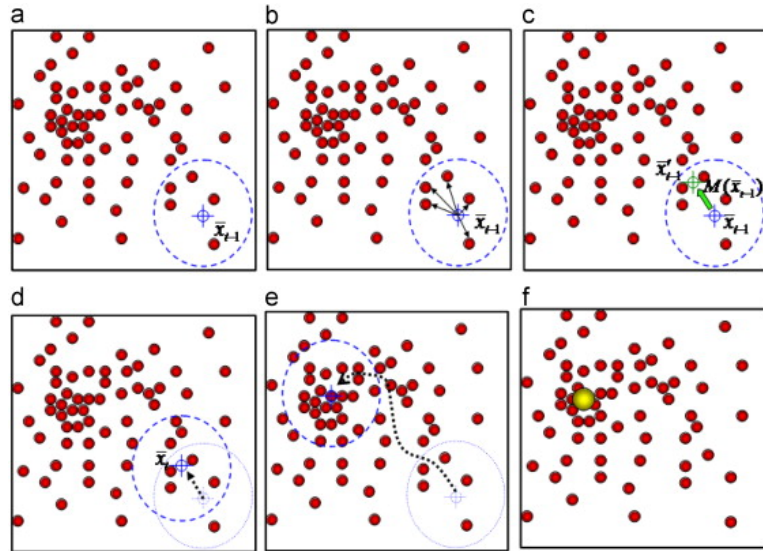 a
b
c
x̄ₜ₋₁
x̄ₜ₋₁
x̄′ₜ₋₁
M(x̄ₜ₋₁)
x̄ₜ₋₁
d
e
f
x̄ₜ